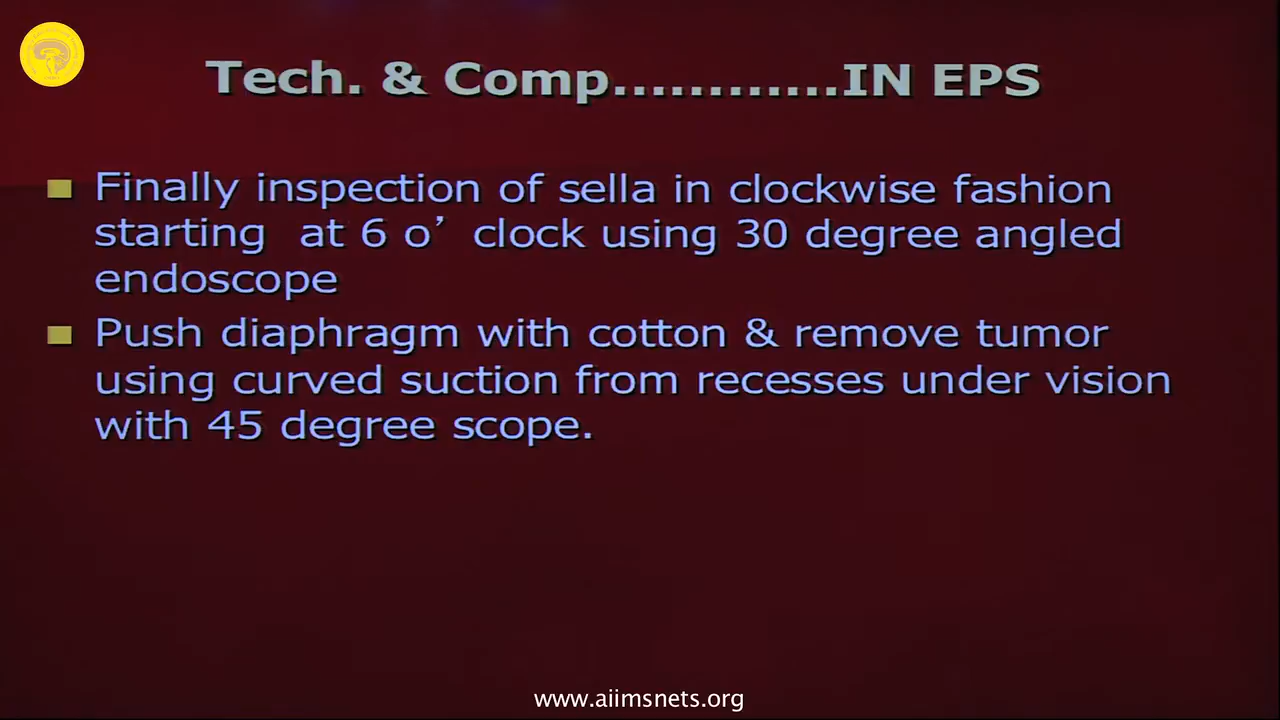 Tech. & Comp............IN EPS
Finally inspection of sella in clockwise fashion
starting at 6 o’ clock using 30 degree angled
endoscope
Push diaphragm with cotton & remove tumor
using curved suction from recesses under vision
with 45 degree scope.
www.aiimsnets.org